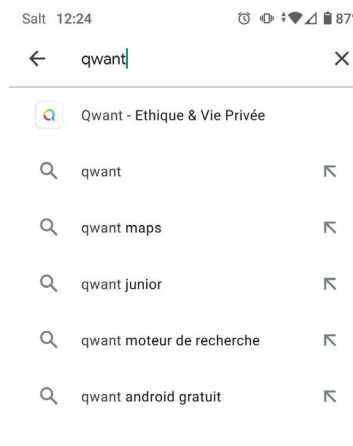 Salt 12:24 87
qwant
Qwant - Ethique & Vie Privée
qwant
qwant maps
qwant junior
qwant moteur de recherche
qwant android gratuit